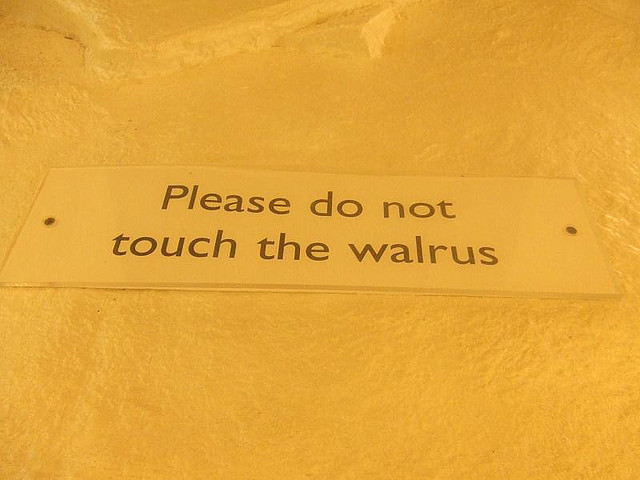 Please do not
touch the walrus